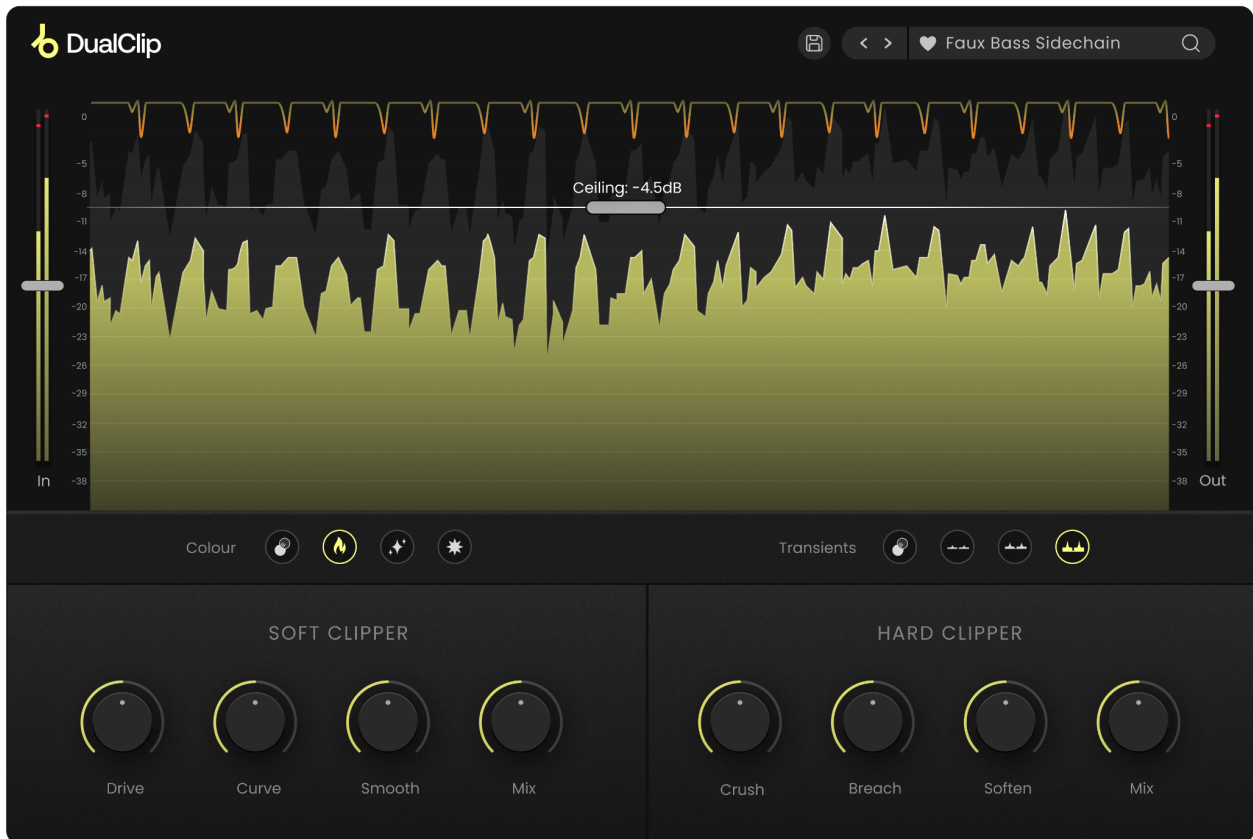 DualClip
Faux Bass Sidechain
0
-5
-8
-11
-14
-17
-20
-23
-26
-29
-32
-35
-38
In
Ceiling: -4.5dB
0
-5
-8
-11
-14
-17
-20
-23
-26
-29
-32
-35
-38
Out
Colour
Transients
SOFT CLIPPER
HARD CLIPPER
Drive
Curve
Smooth
Mix
Crush
Breach
Soften
Mix